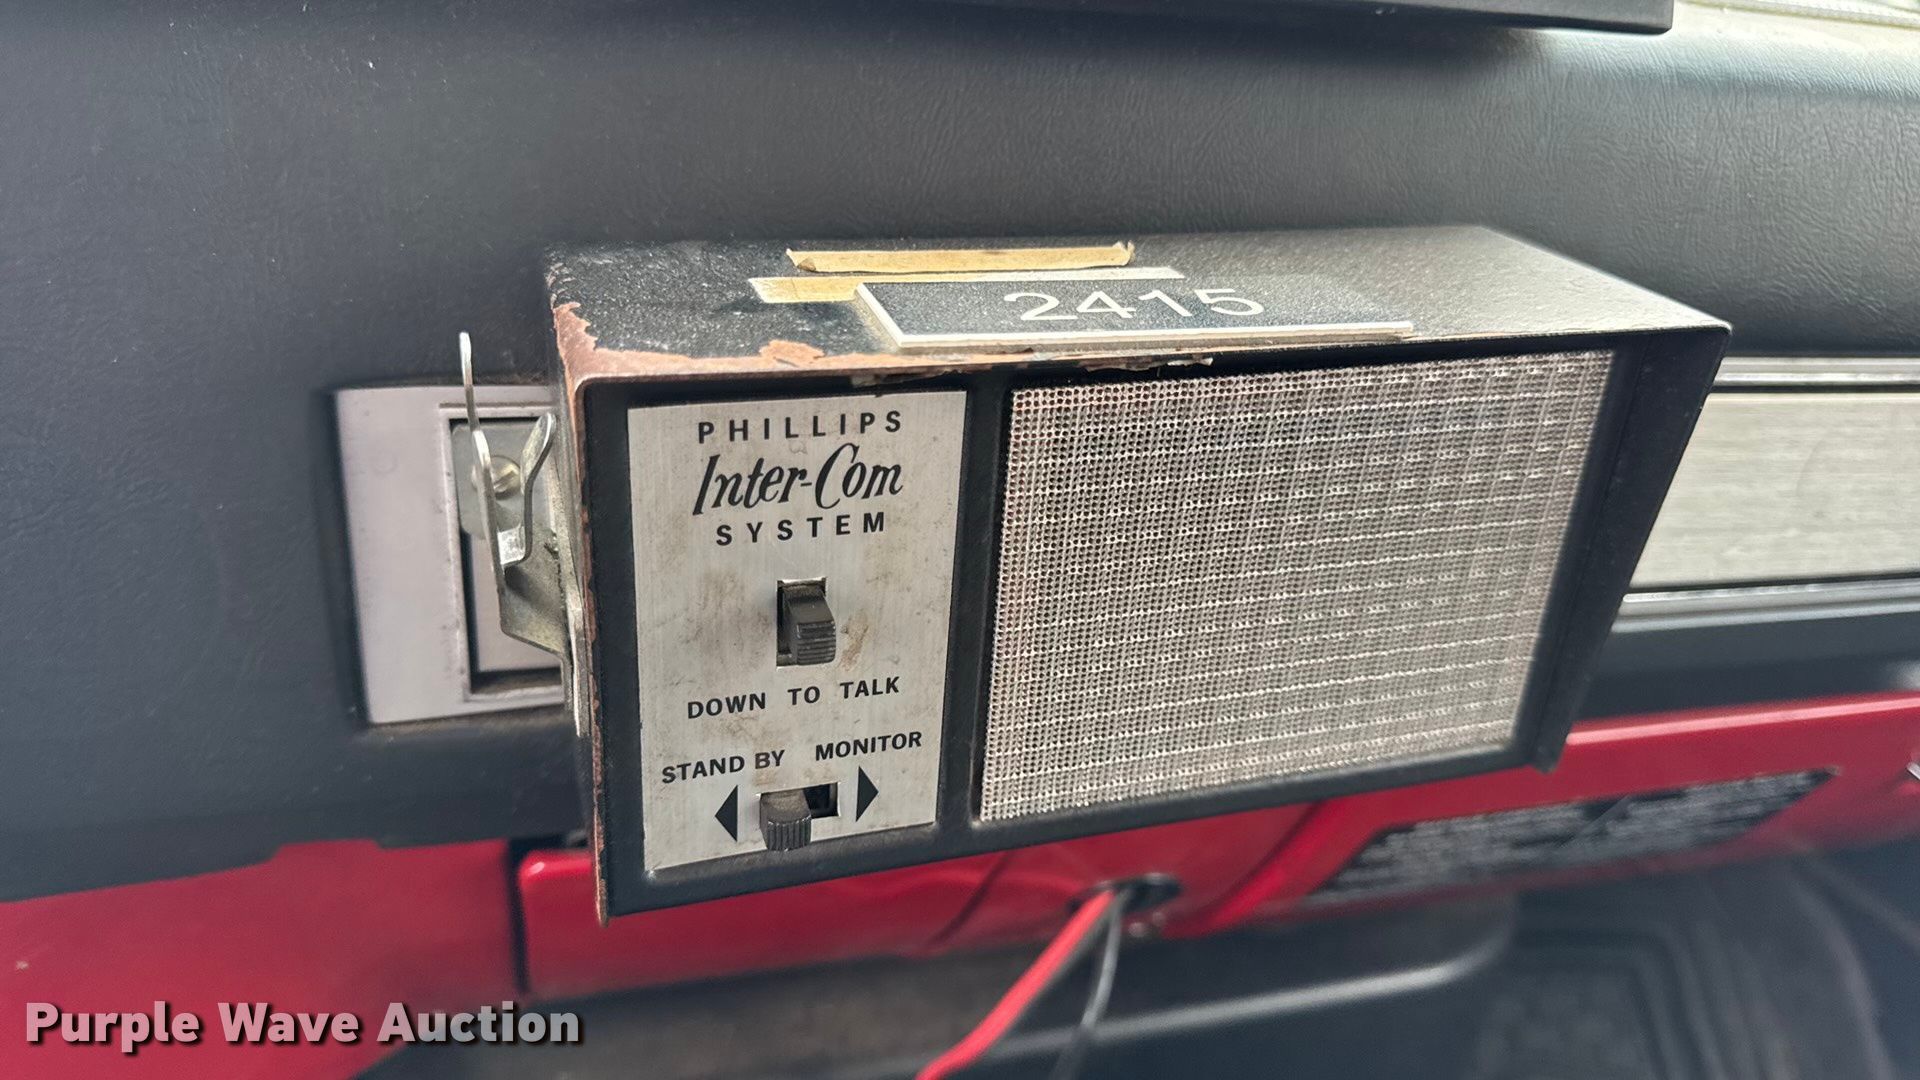 2415
PHILLIPS
Inter-Com
SYSTEM
DOWN TO TALK
STAND BY MONITOR
Purple Wave Auction